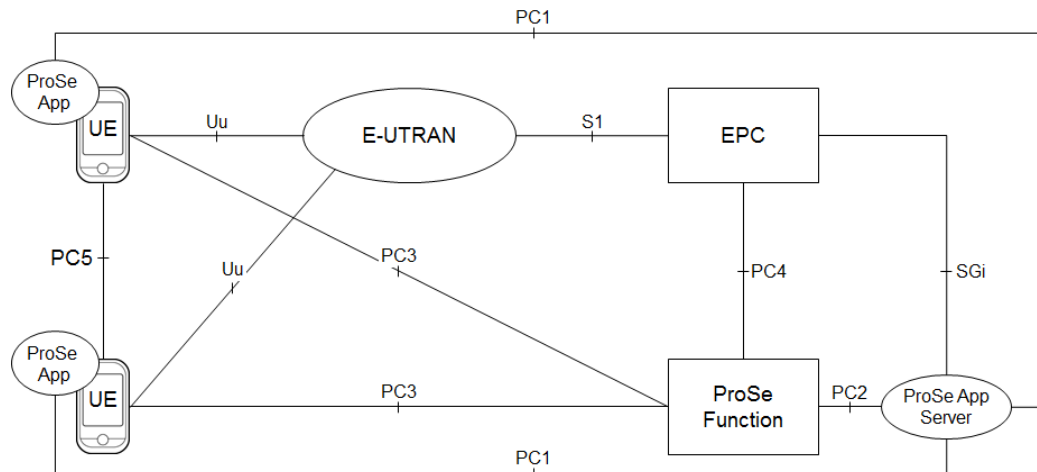 PC1
ProSe
App
UE
Uu
E-UTRAN
S1
EPC
PC5
Uu
PC3
PC4
SGi
ProSe
App
UE
PC3
ProSe
Function
PC2
ProSe App
Server
PC1